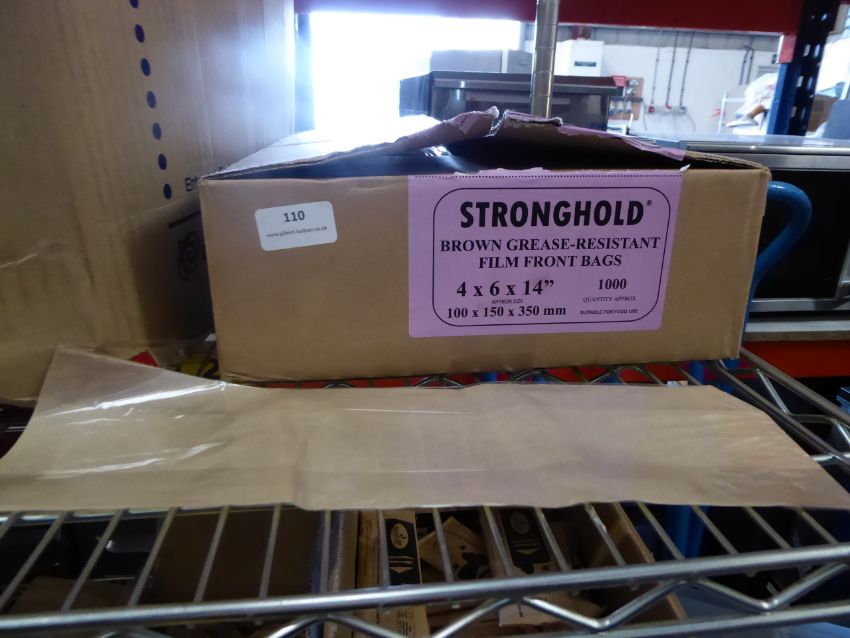 Ent
110
STRONGHOLD®
BROWN GREASE-RESISTANT
FILM FRONT BAGS
4 x 6 x 14” 1000
APPROX SIZE QUANTITY APPROX
100 x 150 x 350 mm SUITABLE FOR FOOD USE